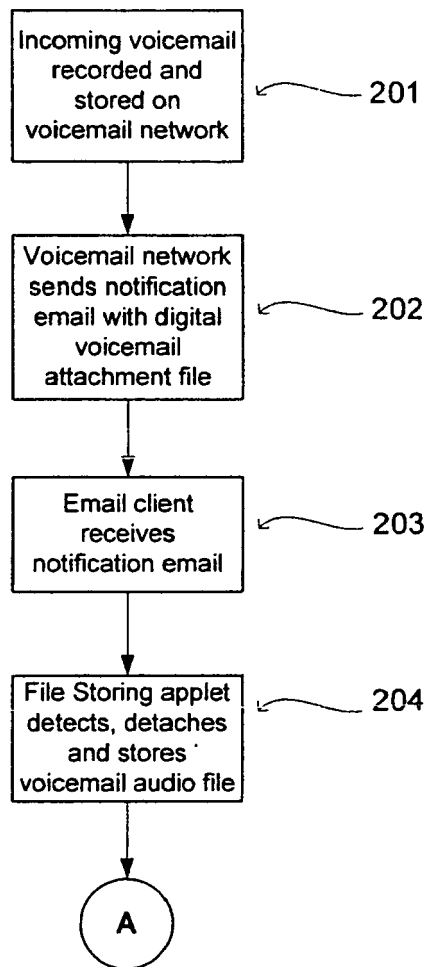 Incoming voicemail
recorded and
stored on
voicemail network
201
Voicemail network
sends notification
email with digital
voicemail
attachment file
202
Email client
receives
notification email
203
File Storing applet
detects, detaches
and stores
voicemail audio file
204
A